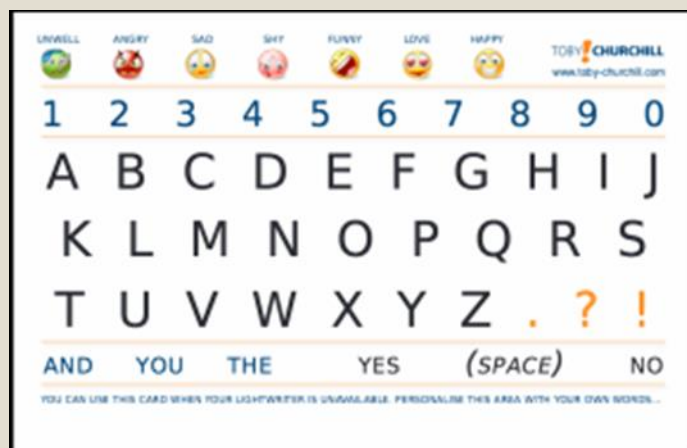 UNWELL ANGRY SAD SHY FUNNY LOVE HAPPY
TOBY!CHURCHILL
www.toby-churchill.com
1 2 3 4 5 6 7 8 9 0
A B C D E F G H I J
K L M N O P Q R S
T U V W X Y Z . ? !
AND YOU THE YES (SPACE) NO
YOU CAN USE THIS CARD WHEN YOUR LIGHTWRITER IS UNAVAILABLE. PERSONALISE THIS AREA WITH YOUR OWN WORDS...